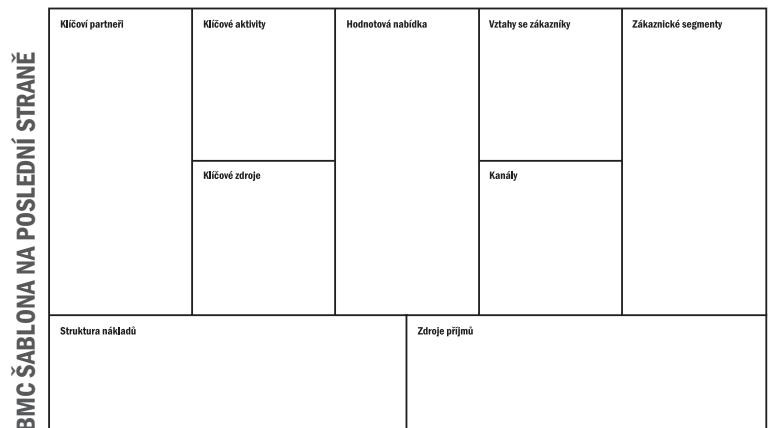 BMC ŠABLONA NA POSLEDNÍ STRANĚ
Klíčoví partneři
Klíčové aktivity
Klíčové zdroje
Hodnotová nabídka
Vztahy se zákazníky
Kanály
Zákaznické segmenty
Struktura nákladů
Zdroje příjmů